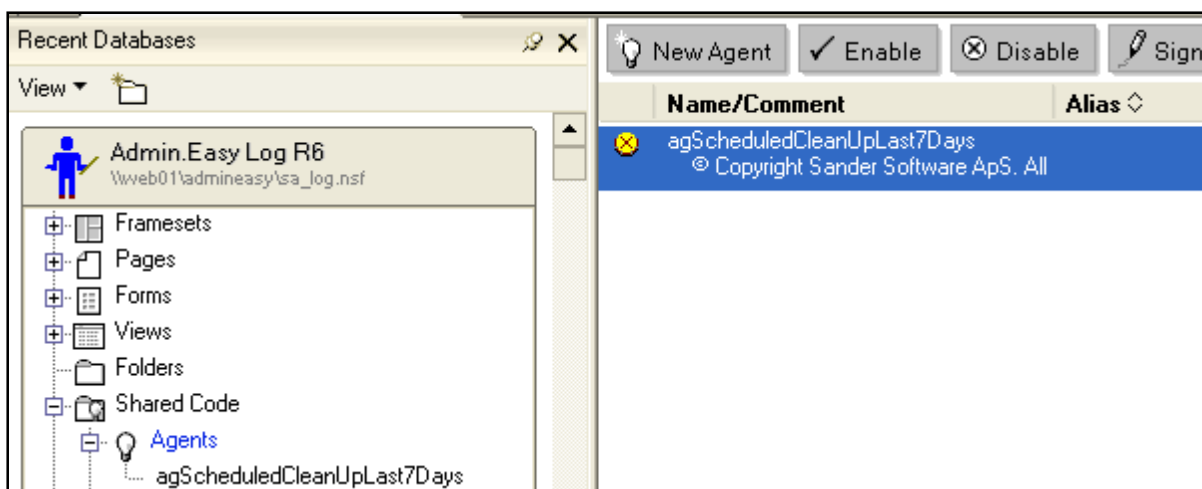 Recent Databases
View
Admin.Easy Log R6
\\web01\admineasy\sa_log.nsf
Framesets
Pages
Forms
Views
Folders
Shared Code
Agents
agScheduledCleanUpLast7Days
New Agent Enable Disable Sign
Name/Comment Alias
agScheduledCleanUpLast7Days
© Copyright Sander Software ApS. All